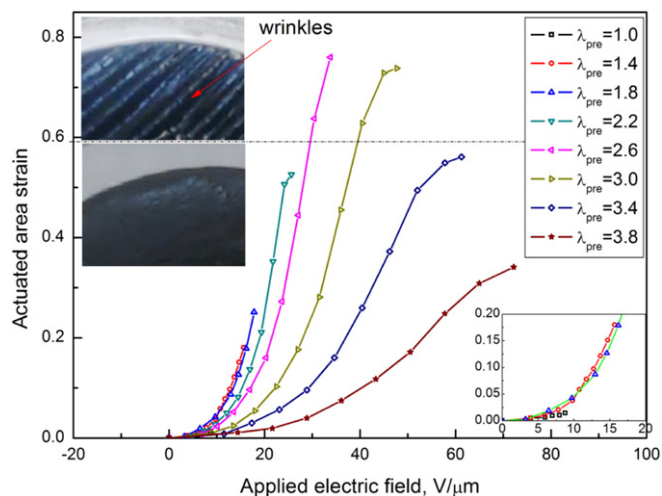 wrinkles
Actuated area strain
0.8
0.6
0.4
0.2
0.0
-20
0
20
40
60
80
100
Applied electric field, V/μm
λpre=1.0
λpre=1.4
λpre=1.8
λpre=2.2
λpre=2.6
λpre=3.0
λpre=3.4
λpre=3.8
0.20
0.15
0.10
0.05
0.00
0
5
10
15
20